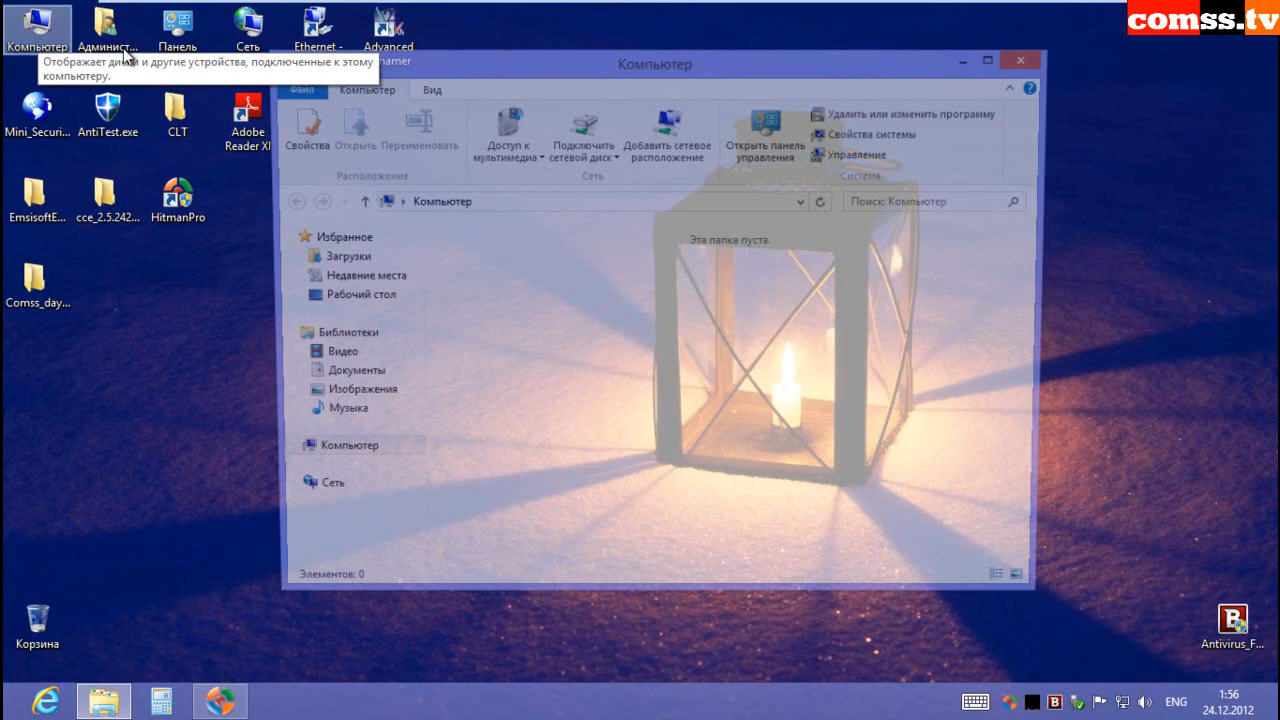 comss.tv
Компьютер
Админист...
Панель
Сеть
Ethernet -
Advanced
namer
Отображает диски и другие устройства, подключенные к этому
компьютеру.
Mini_Securi...
AntiTest.exe
CLT
Adobe
Reader XI
EmsisoftE...
cce_2.5.242...
HitmanPro
Comss_day...
Корзина
Antivirus_F...
Компьютер
Файл
Компьютер
Вид
Свойства
Открыть
Переименовать
Расположение
Доступ к
мультимедиа
Подключить
сетевой диск
Добавить сетевое
расположение
Сеть
Открыть панель
управления
Удалить или изменить программу
Свойства системы
Управление
Система
Компьютер
Поиск: Компьютер
Избранное
Загрузки
Недавние места
Рабочий стол
Библиотеки
Видео
Документы
Изображения
Музыка
Компьютер
Сеть
Эта папка пуста.
Элементов: 0
ENG
1:56
24.12.2012